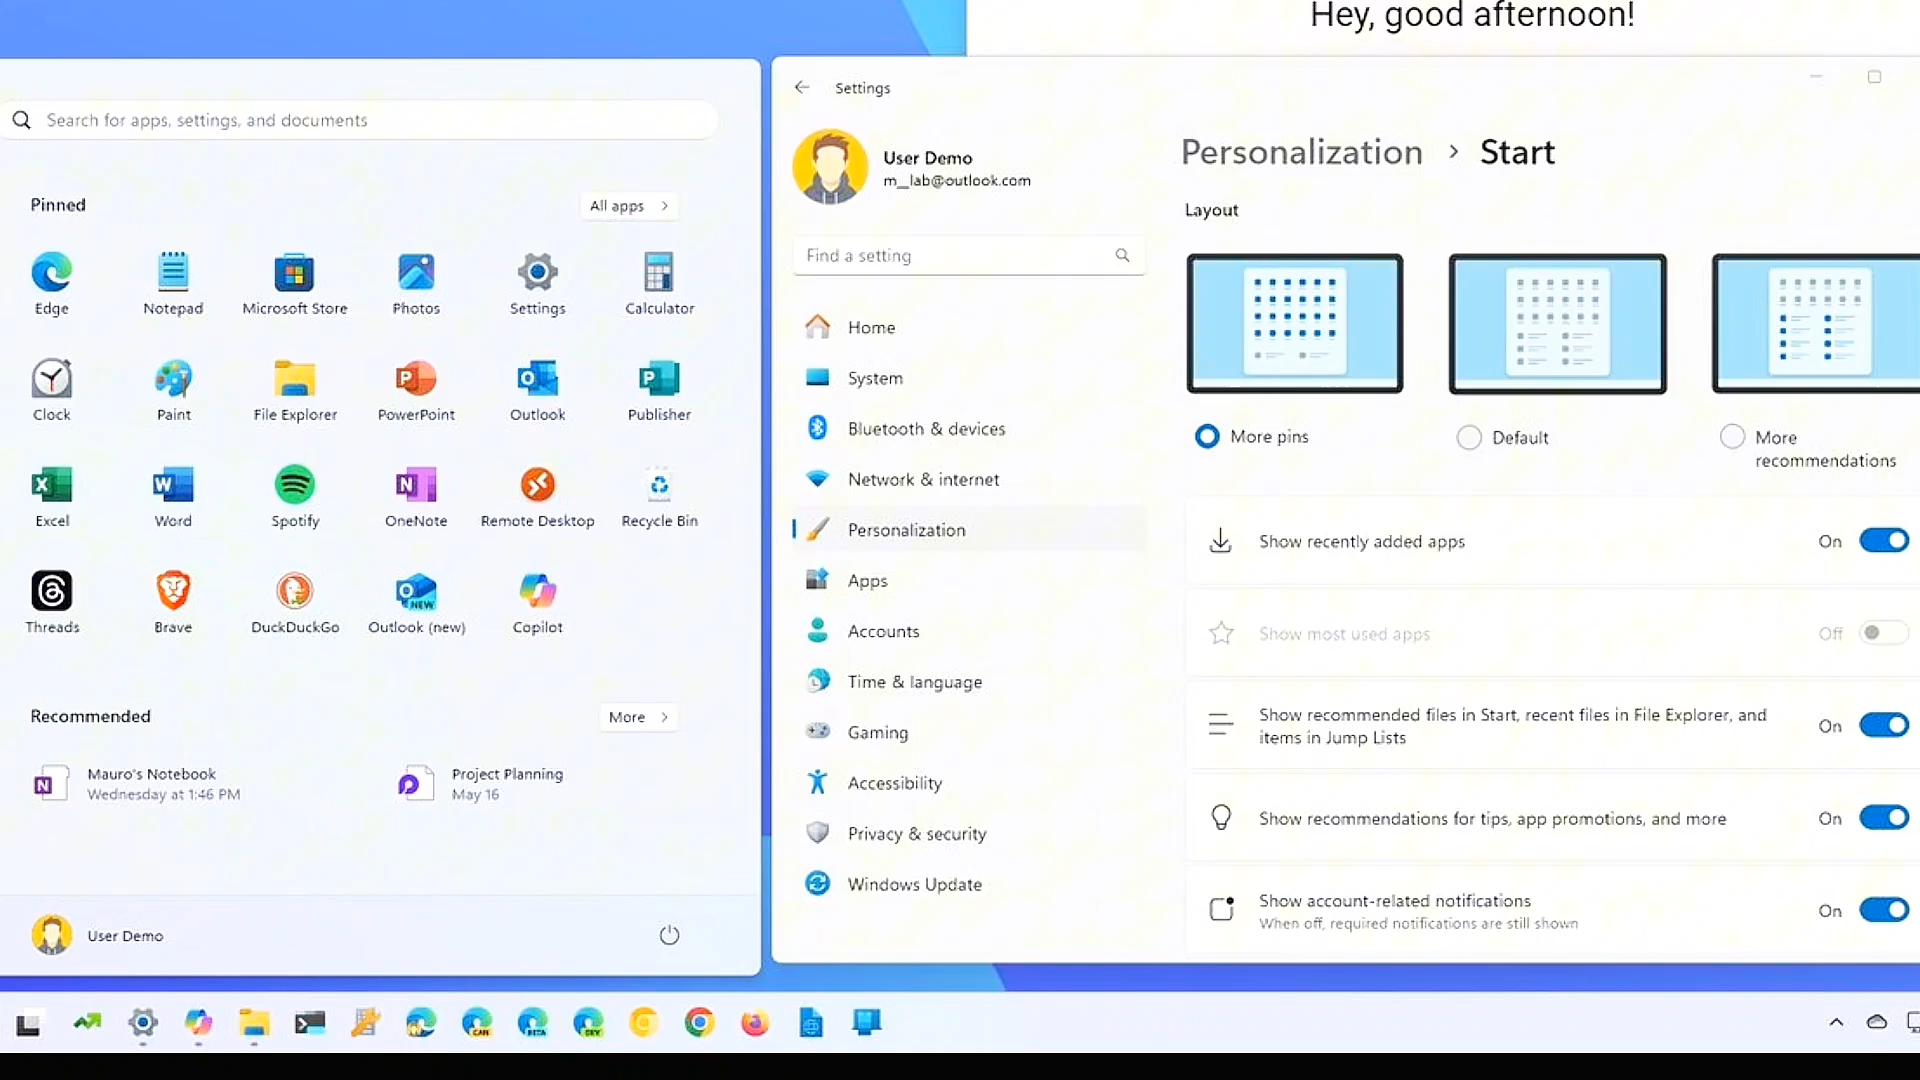 Hey, good afternoon!
Search for apps, settings, and documents
Pinned
All apps
Edge
Notepad
Microsoft Store
Photos
Settings
Calculator
Clock
Paint
File Explorer
PowerPoint
Outlook
Publisher
Excel
Word
Spotify
OneNote
Remote Desktop
Recycle Bin
Threads
Brave
DuckDuckGo
Outlook (new)
Copilot
Recommended
More
Mauro's Notebook
Wednesday at 1:46 PM
Project Planning
May 16
User Demo
Settings
User Demo
m__lab@outlook.com
Find a setting
Home
System
Bluetooth & devices
Network & internet
Personalization
Apps
Accounts
Time & language
Gaming
Accessibility
Privacy & security
Windows Update
Personalization > Start
Layout
More pins
Default
More
recommendations
Show recently added apps
On
Show most used apps
Off
Show recommended files in Start, recent files in File Explorer, and
items in Jump Lists
On
Show recommendations for tips, app promotions, and more
On
Show account-related notifications
When off, required notifications are still shown
On
NEW
CAN
BETA
DEV